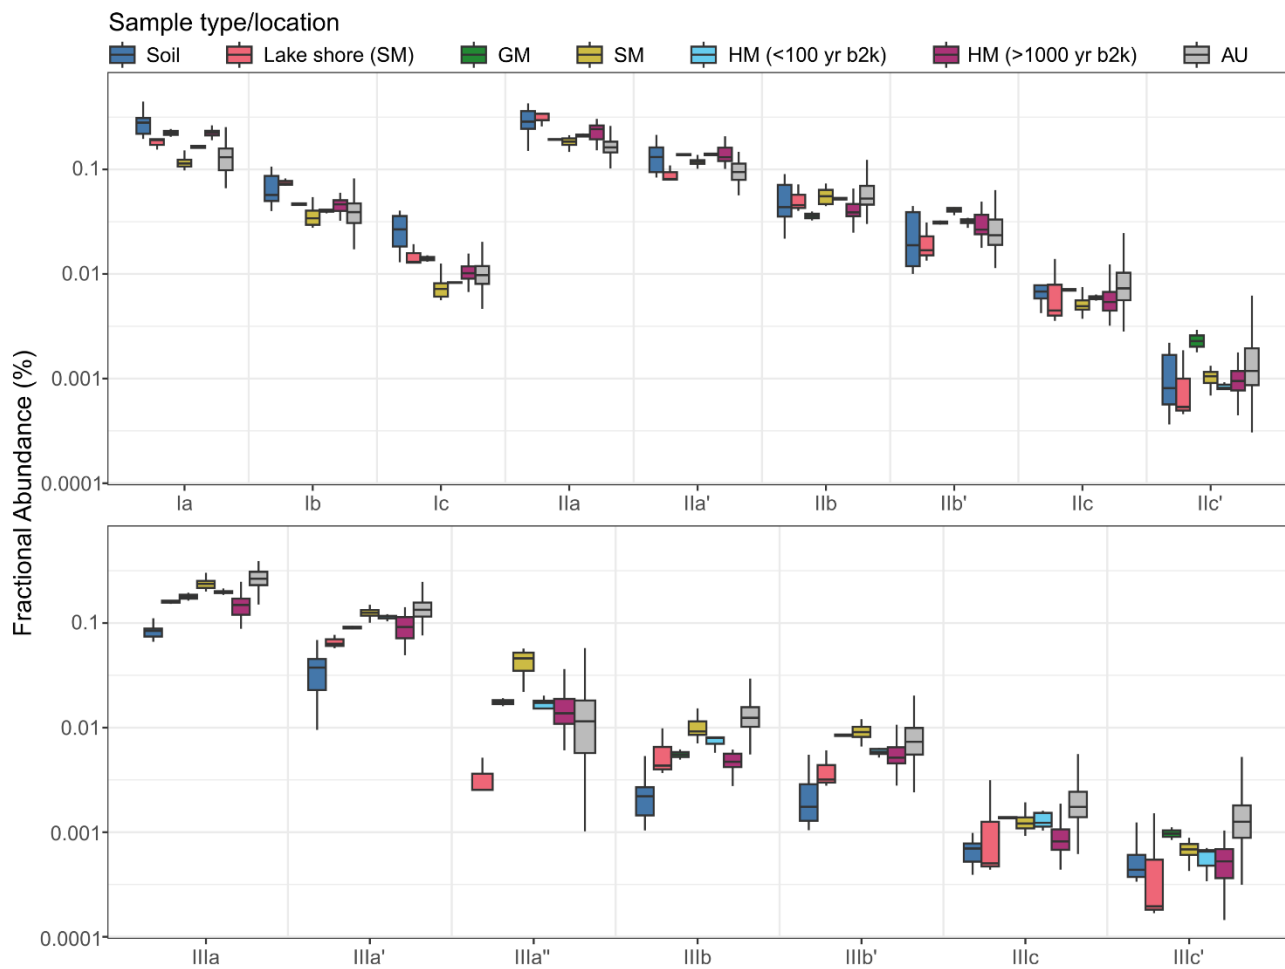 Sample type/location
Soil Lake shore (SM) GM SM HM (<100 yr b2k) HM (>1000 yr b2k) AU
Fractional Abundance (%)
0.1
0.01
0.001
0.0001
Ia Ib Ic IIa IIa' IIb IIb' IIc IIc'
0.1
0.01
0.001
0.0001
IIIa IIIa' IIIa" IIIb IIIb' IIIc IIIc'